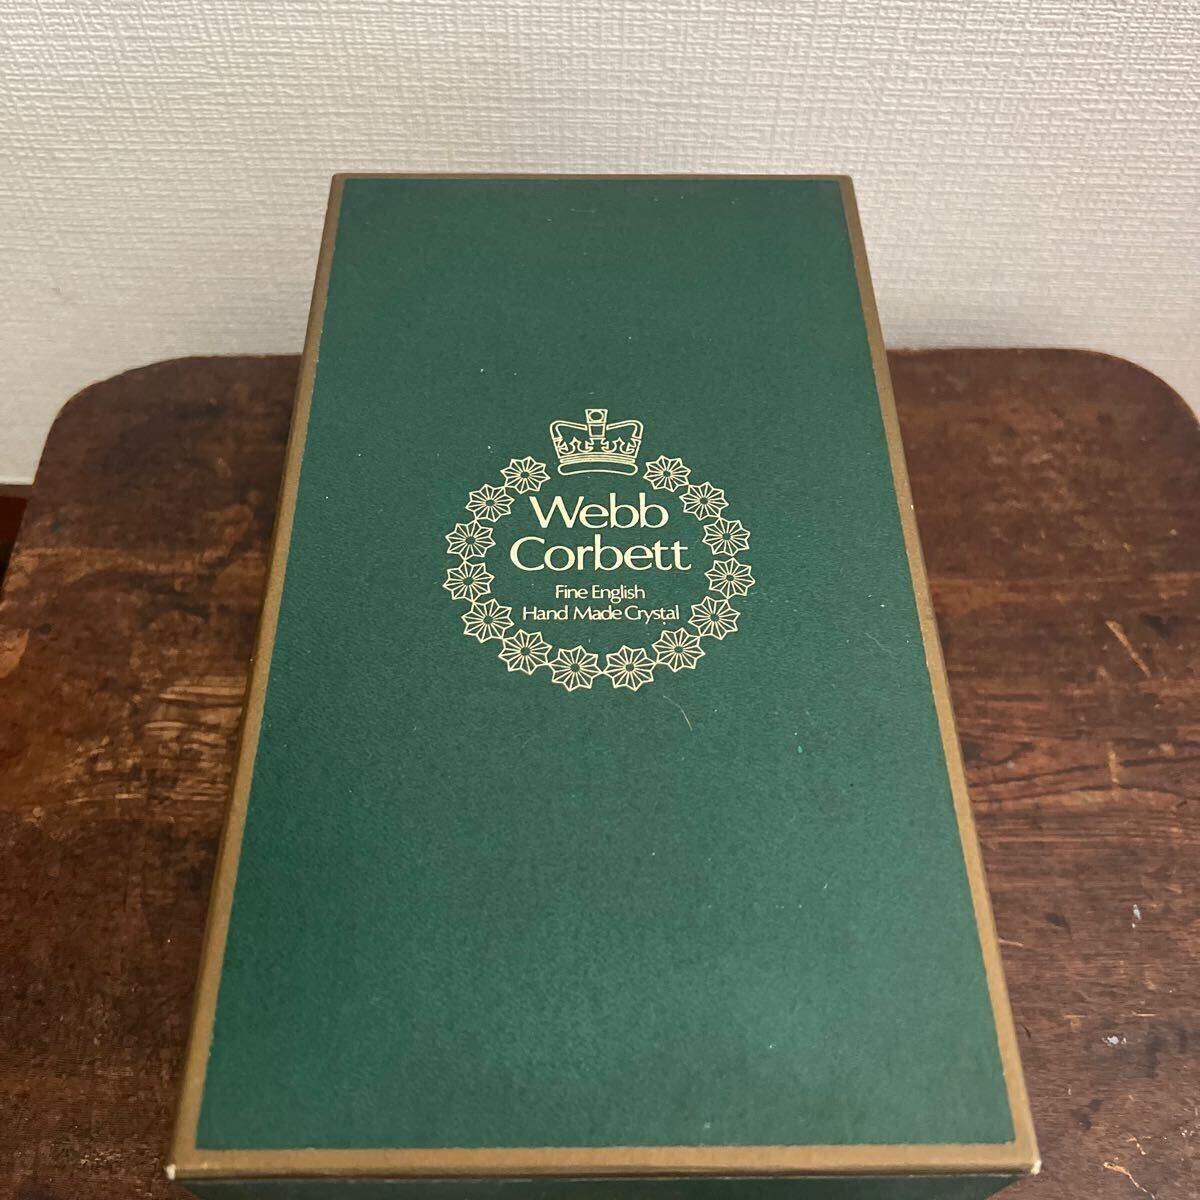 Webb
Corbett
Fine English
Hand Made Crystal